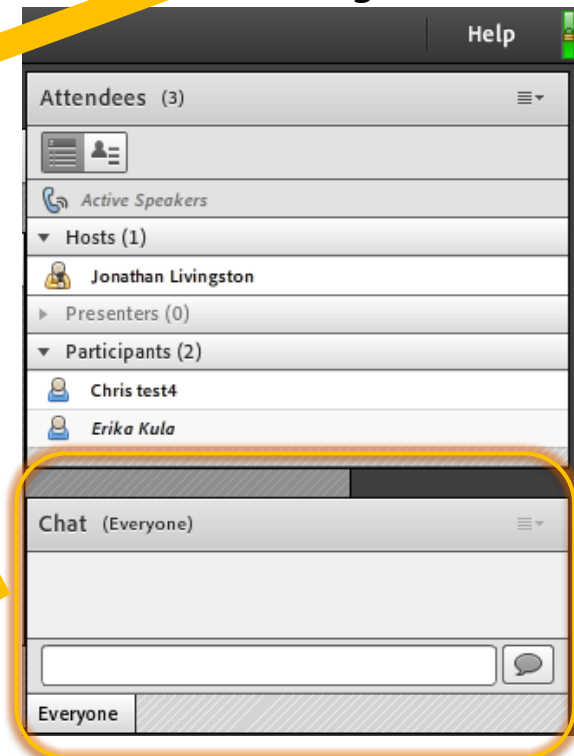 Help
Attendees (3)
Active Speakers
Hosts (1)
Jonathan Livingston
Presenters (0)
Participants (2)
Chris test4
Erika Kula
Chat (Everyone)
Everyone